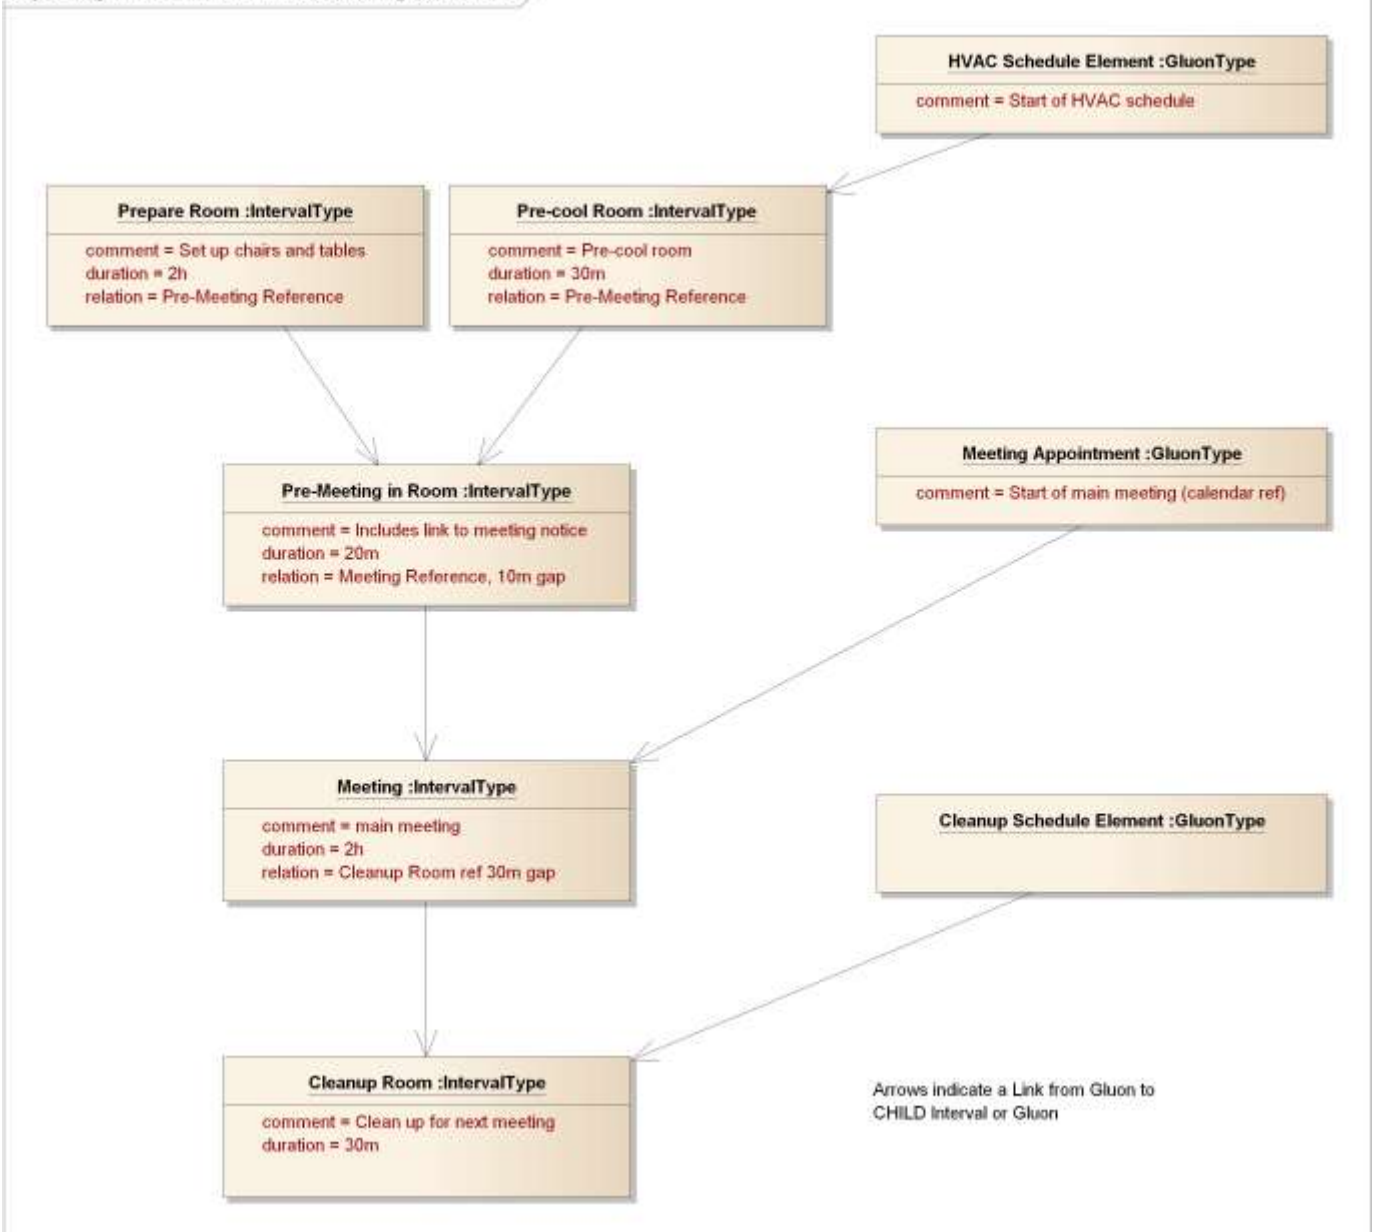 HVAC Schedule Element :GluonType
comment = Start of HVAC schedule
Prepare Room :IntervalType
comment = Set up chairs and tables
duration = 2h
relation = Pre-Meeting Reference
Pre-cool Room :IntervalType
comment = Pre-cool room
duration = 30m
relation = Pre-Meeting Reference
Meeting Appointment :GluonType
comment = Start of main meeting (calendar ref)
Pre-Meeting in Room :IntervalType
comment = Includes link to meeting notice
duration = 20m
relation = Meeting Reference, 10m gap
Meeting :IntervalType
comment = main meeting
duration = 2h
relation = Cleanup Room ref 30m gap
Cleanup Schedule Element :GluonType
Cleanup Room :IntervalType
comment = Clean up for next meeting
duration = 30m
Arrows indicate a Link from Gluon to
CHILD Interval or Gluon